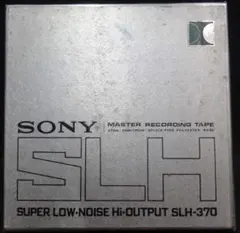 SONY
MASTER RECORDING TAPE
SLH
SUPER LOW-NOISE Hi-OUTPUT SLH-370